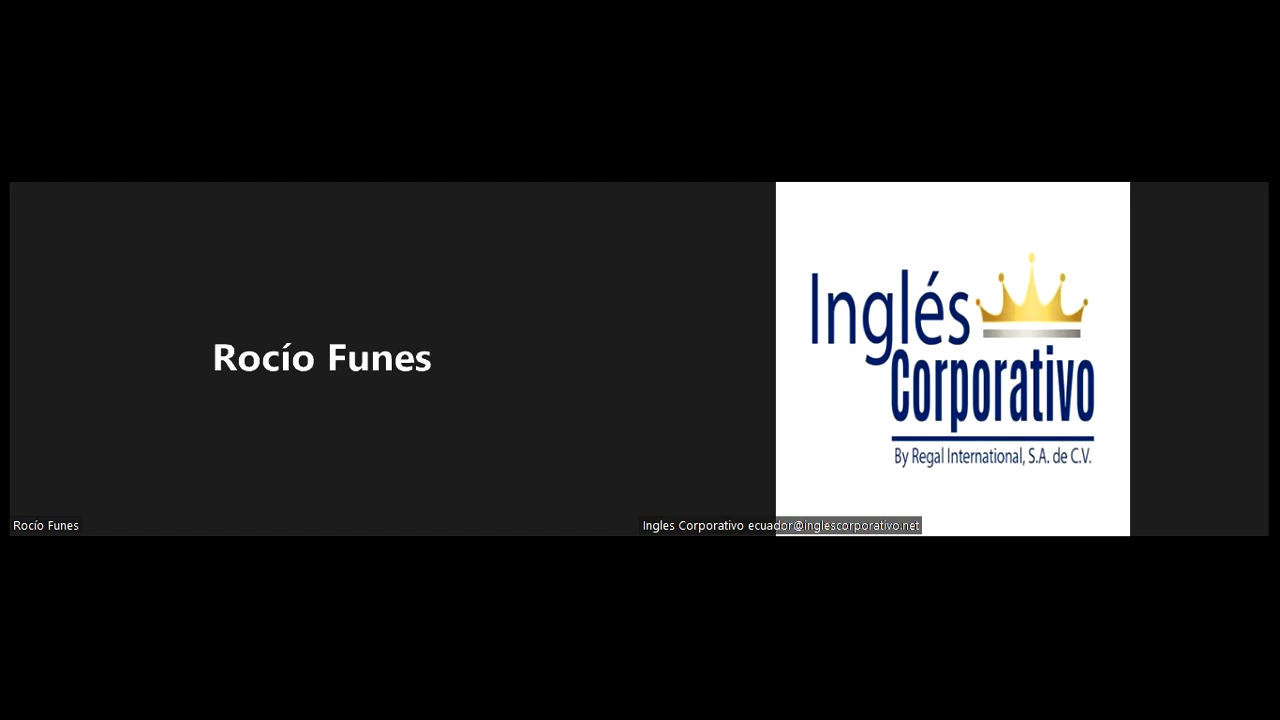 Rocío Funes
Rocío Funes
Inglés
Corporativo
By Regal International, S.A. de C.V.
Ingles Corporativo ecuador@inglescorporativo.net